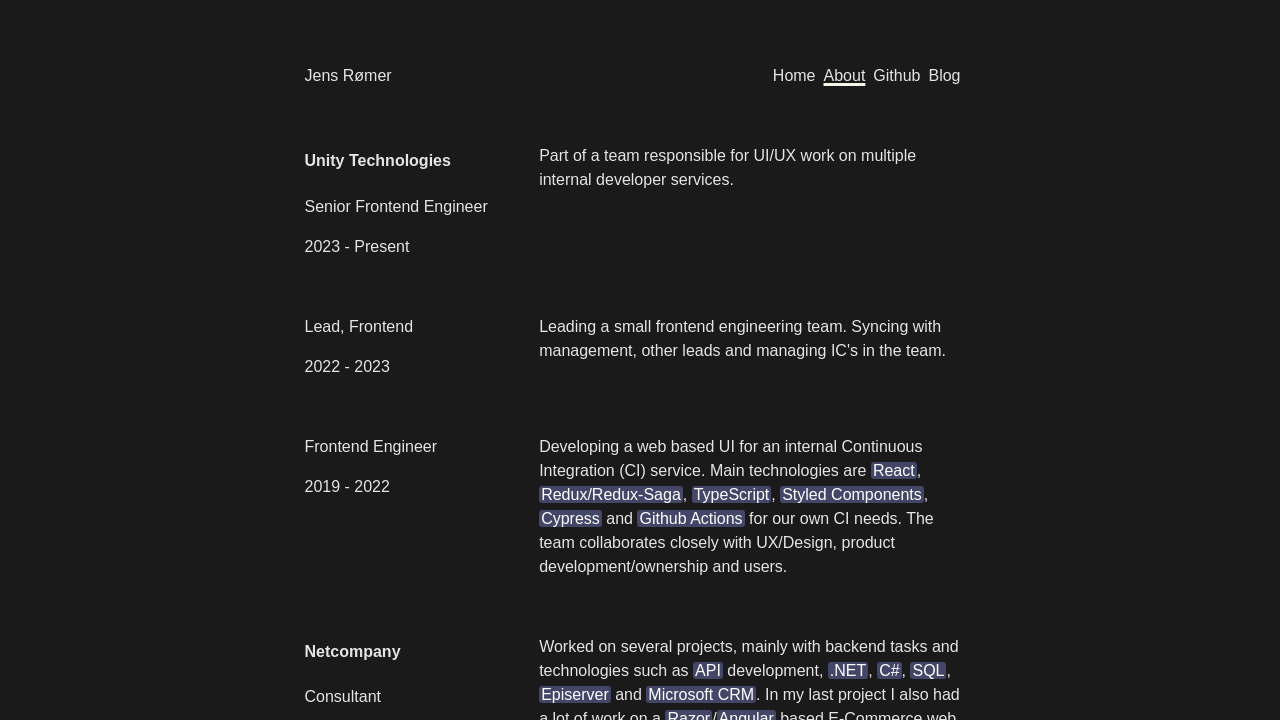 Jens Rømer
Home About Github Blog
Unity Technologies
Senior Frontend Engineer
2023 - Present
Part of a team responsible for UI/UX work on multiple
internal developer services.
Lead, Frontend
2022 - 2023
Leading a small frontend engineering team. Syncing with
management, other leads and managing IC's in the team.
Frontend Engineer
2019 - 2022
Developing a web based UI for an internal Continuous
Integration (CI) service. Main technologies are React,
Redux/Redux-Saga, TypeScript, Styled Components,
Cypress and Github Actions for our own CI needs. The
team collaborates closely with UX/Design, product
development/ownership and users.
Netcompany
Consultant
Worked on several projects, mainly with backend tasks and
technologies such as API development, .NET, C#, SQL,
Episerver and Microsoft CRM. In my last project I also had
a lot of work on a Razor/Angular based E-Commerce web